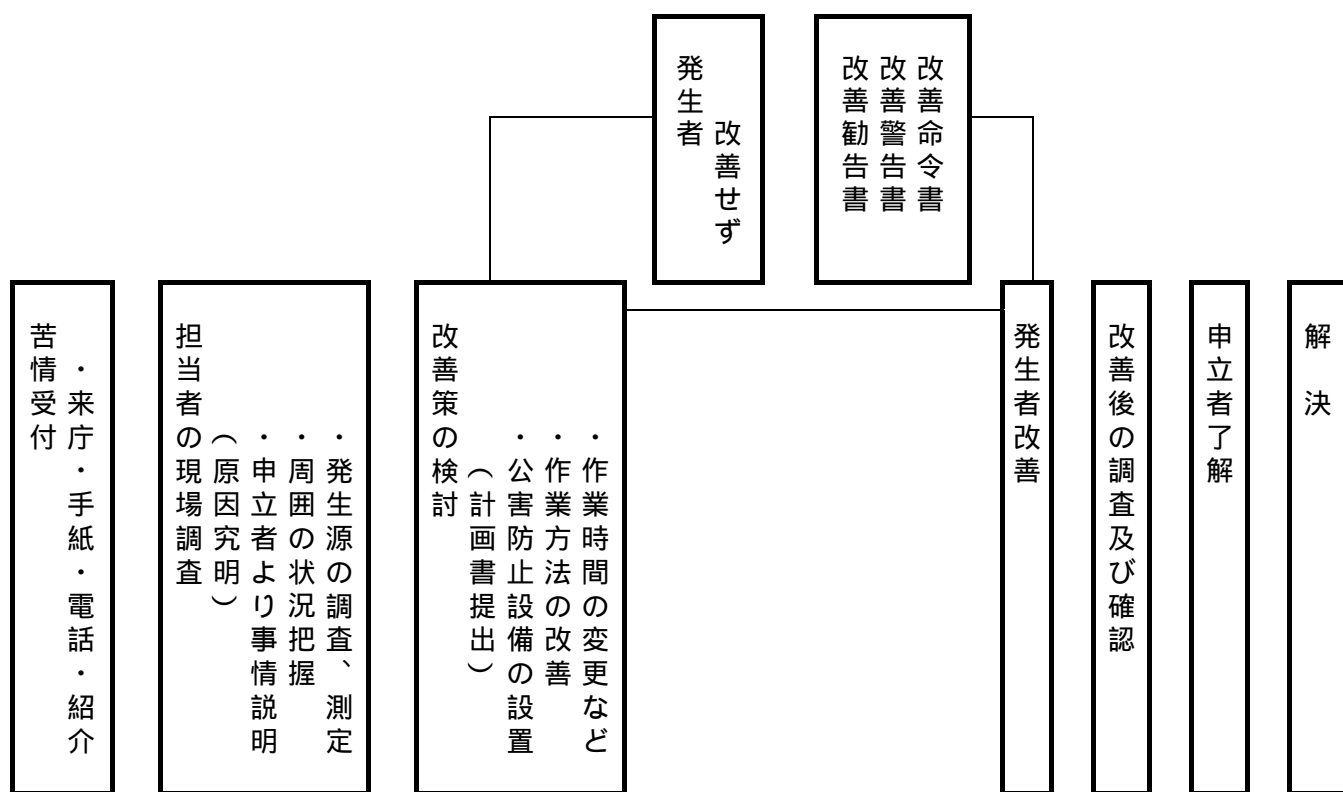 発生者
改善せず
改善勧告書
改善警告書
改善命令書
苦情受付
・来庁・手紙・電話・紹介
担当者の現場調査
（原因究明）
・申立者より事情説明
・周囲の状況把握
・発生源の調査、測定
改善策の検討
（計画書提出）
・公害防止設備の設置
・作業方法の改善
・作業時間の変更など
発生者改善
改善後の調査及び確認
申立者了解
解　決